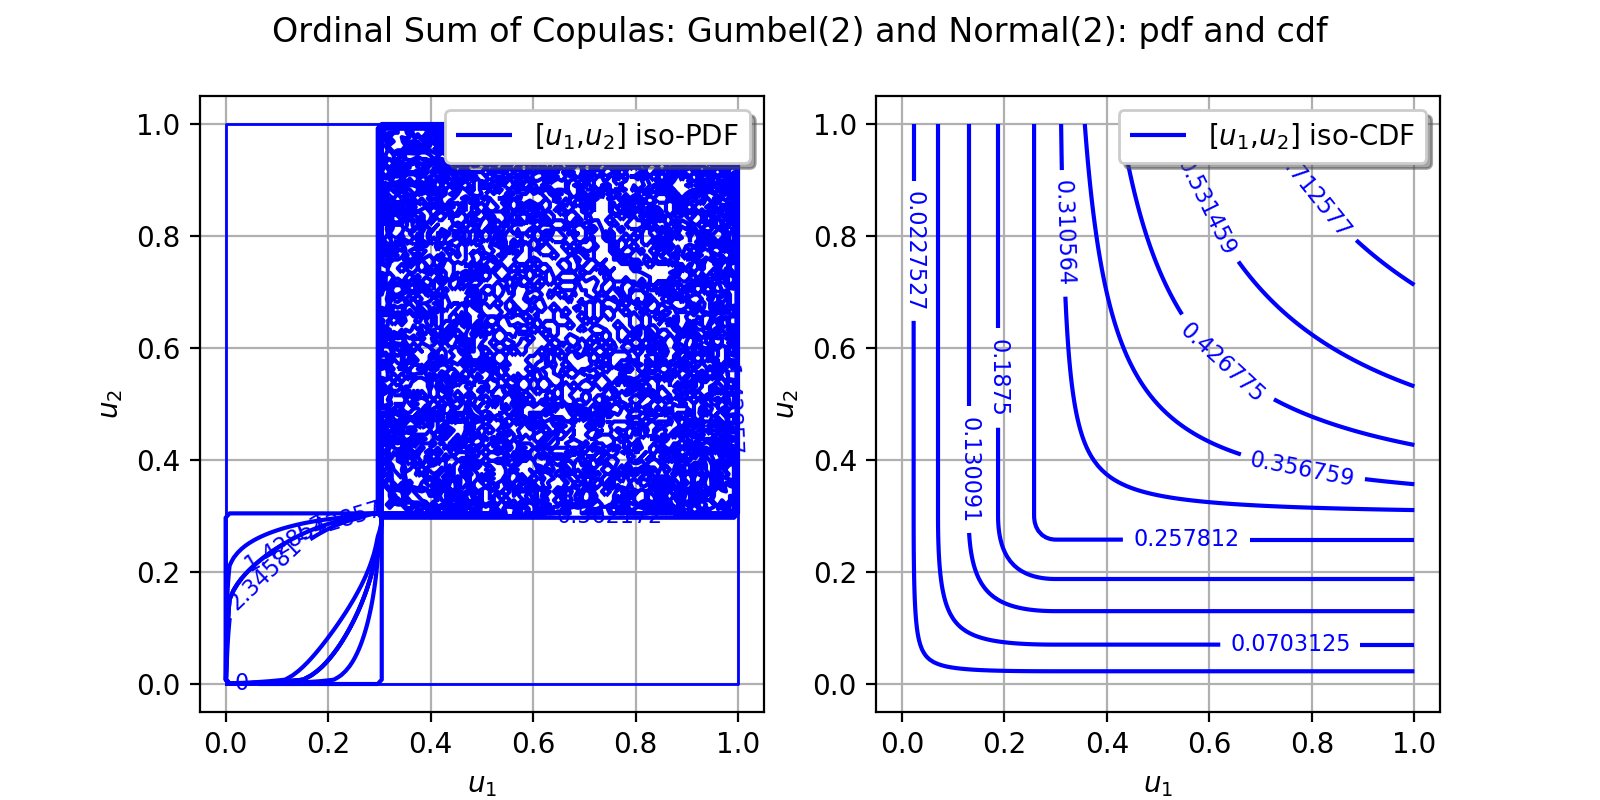 Ordinal Sum of Copulas: Gumbel(2) and Normal(2): pdf and cdf
[u₁,u₂] iso-PDF
1.0
0.8
0.6
0.4
0.2
0.0
u₂
0.0 0.2 0.4 0.6 0.8 1.0
u₁
2.34581
0
[u₁,u₂] iso-CDF
1.0
0.8
0.6
0.4
0.2
0.0
u₂
0.0227527
0.310564
0.531459
.712577
0.1875
0.426775
0.130091
0.356759
0.257812
0.0703125
0.0 0.2 0.4 0.6 0.8 1.0
u₁